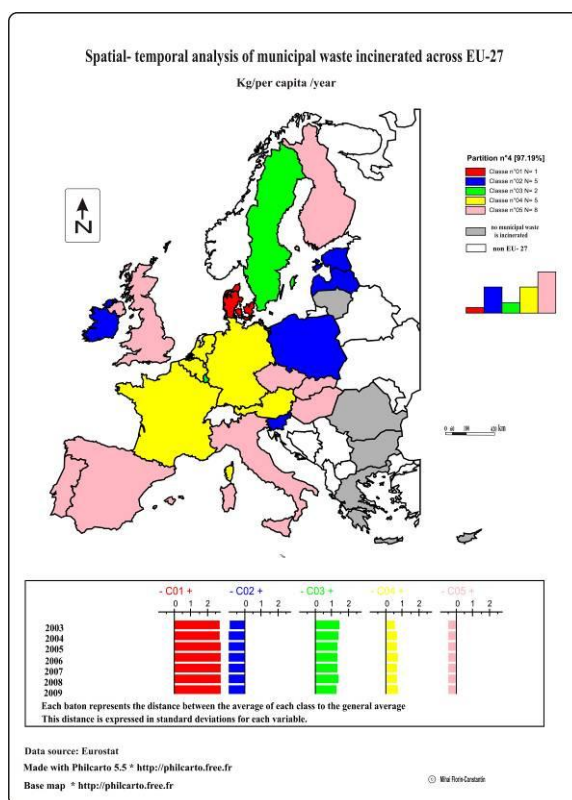 Spatial- temporal analysis of municipal waste incinerated across EU-27
Kg/per capita /year
Partition n°4 [97.19%]
Classe n°01 N= 1
Classe n°02 N= 5
Classe n°03 N= 2
Classe n°04 N= 5
Classe n°05 N= 8
no municipal waste
is incinerated
non EU- 27
N
- C01 +
- C02 +
- C03 +
- C04 +
- C05 +
0 1 2
0 1 2
0 1 2
0 1 2
0 1 2
2003
2004
2005
2006
2007
2008
2009
Each baton represents the distance between the average of each class to the general average
This distance is expressed in standard deviations for each variable.
Data source: Eurostat
Made with Philcarto 5.5 * http://philcarto.free.fr
Base map * http://philcarto.free.fr
© Mihai Florin-Constantin